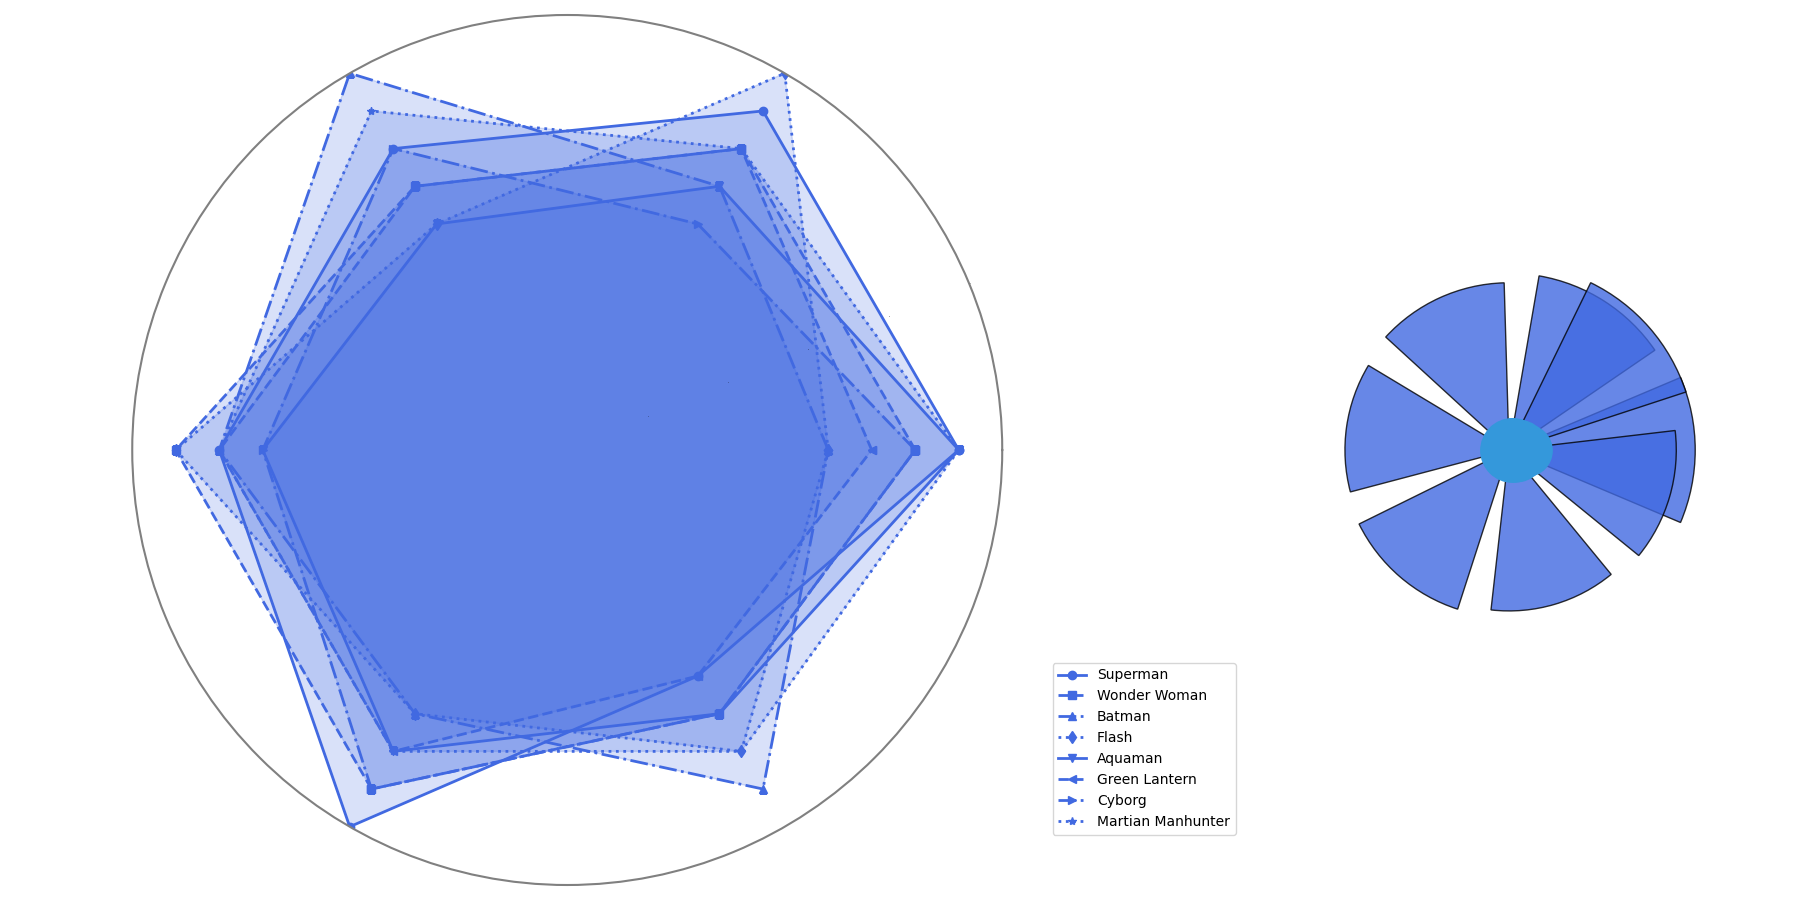 Superman
Wonder Woman
Batman
Flash
Aquaman
Green Lantern
Cyborg
Martian Manhunter